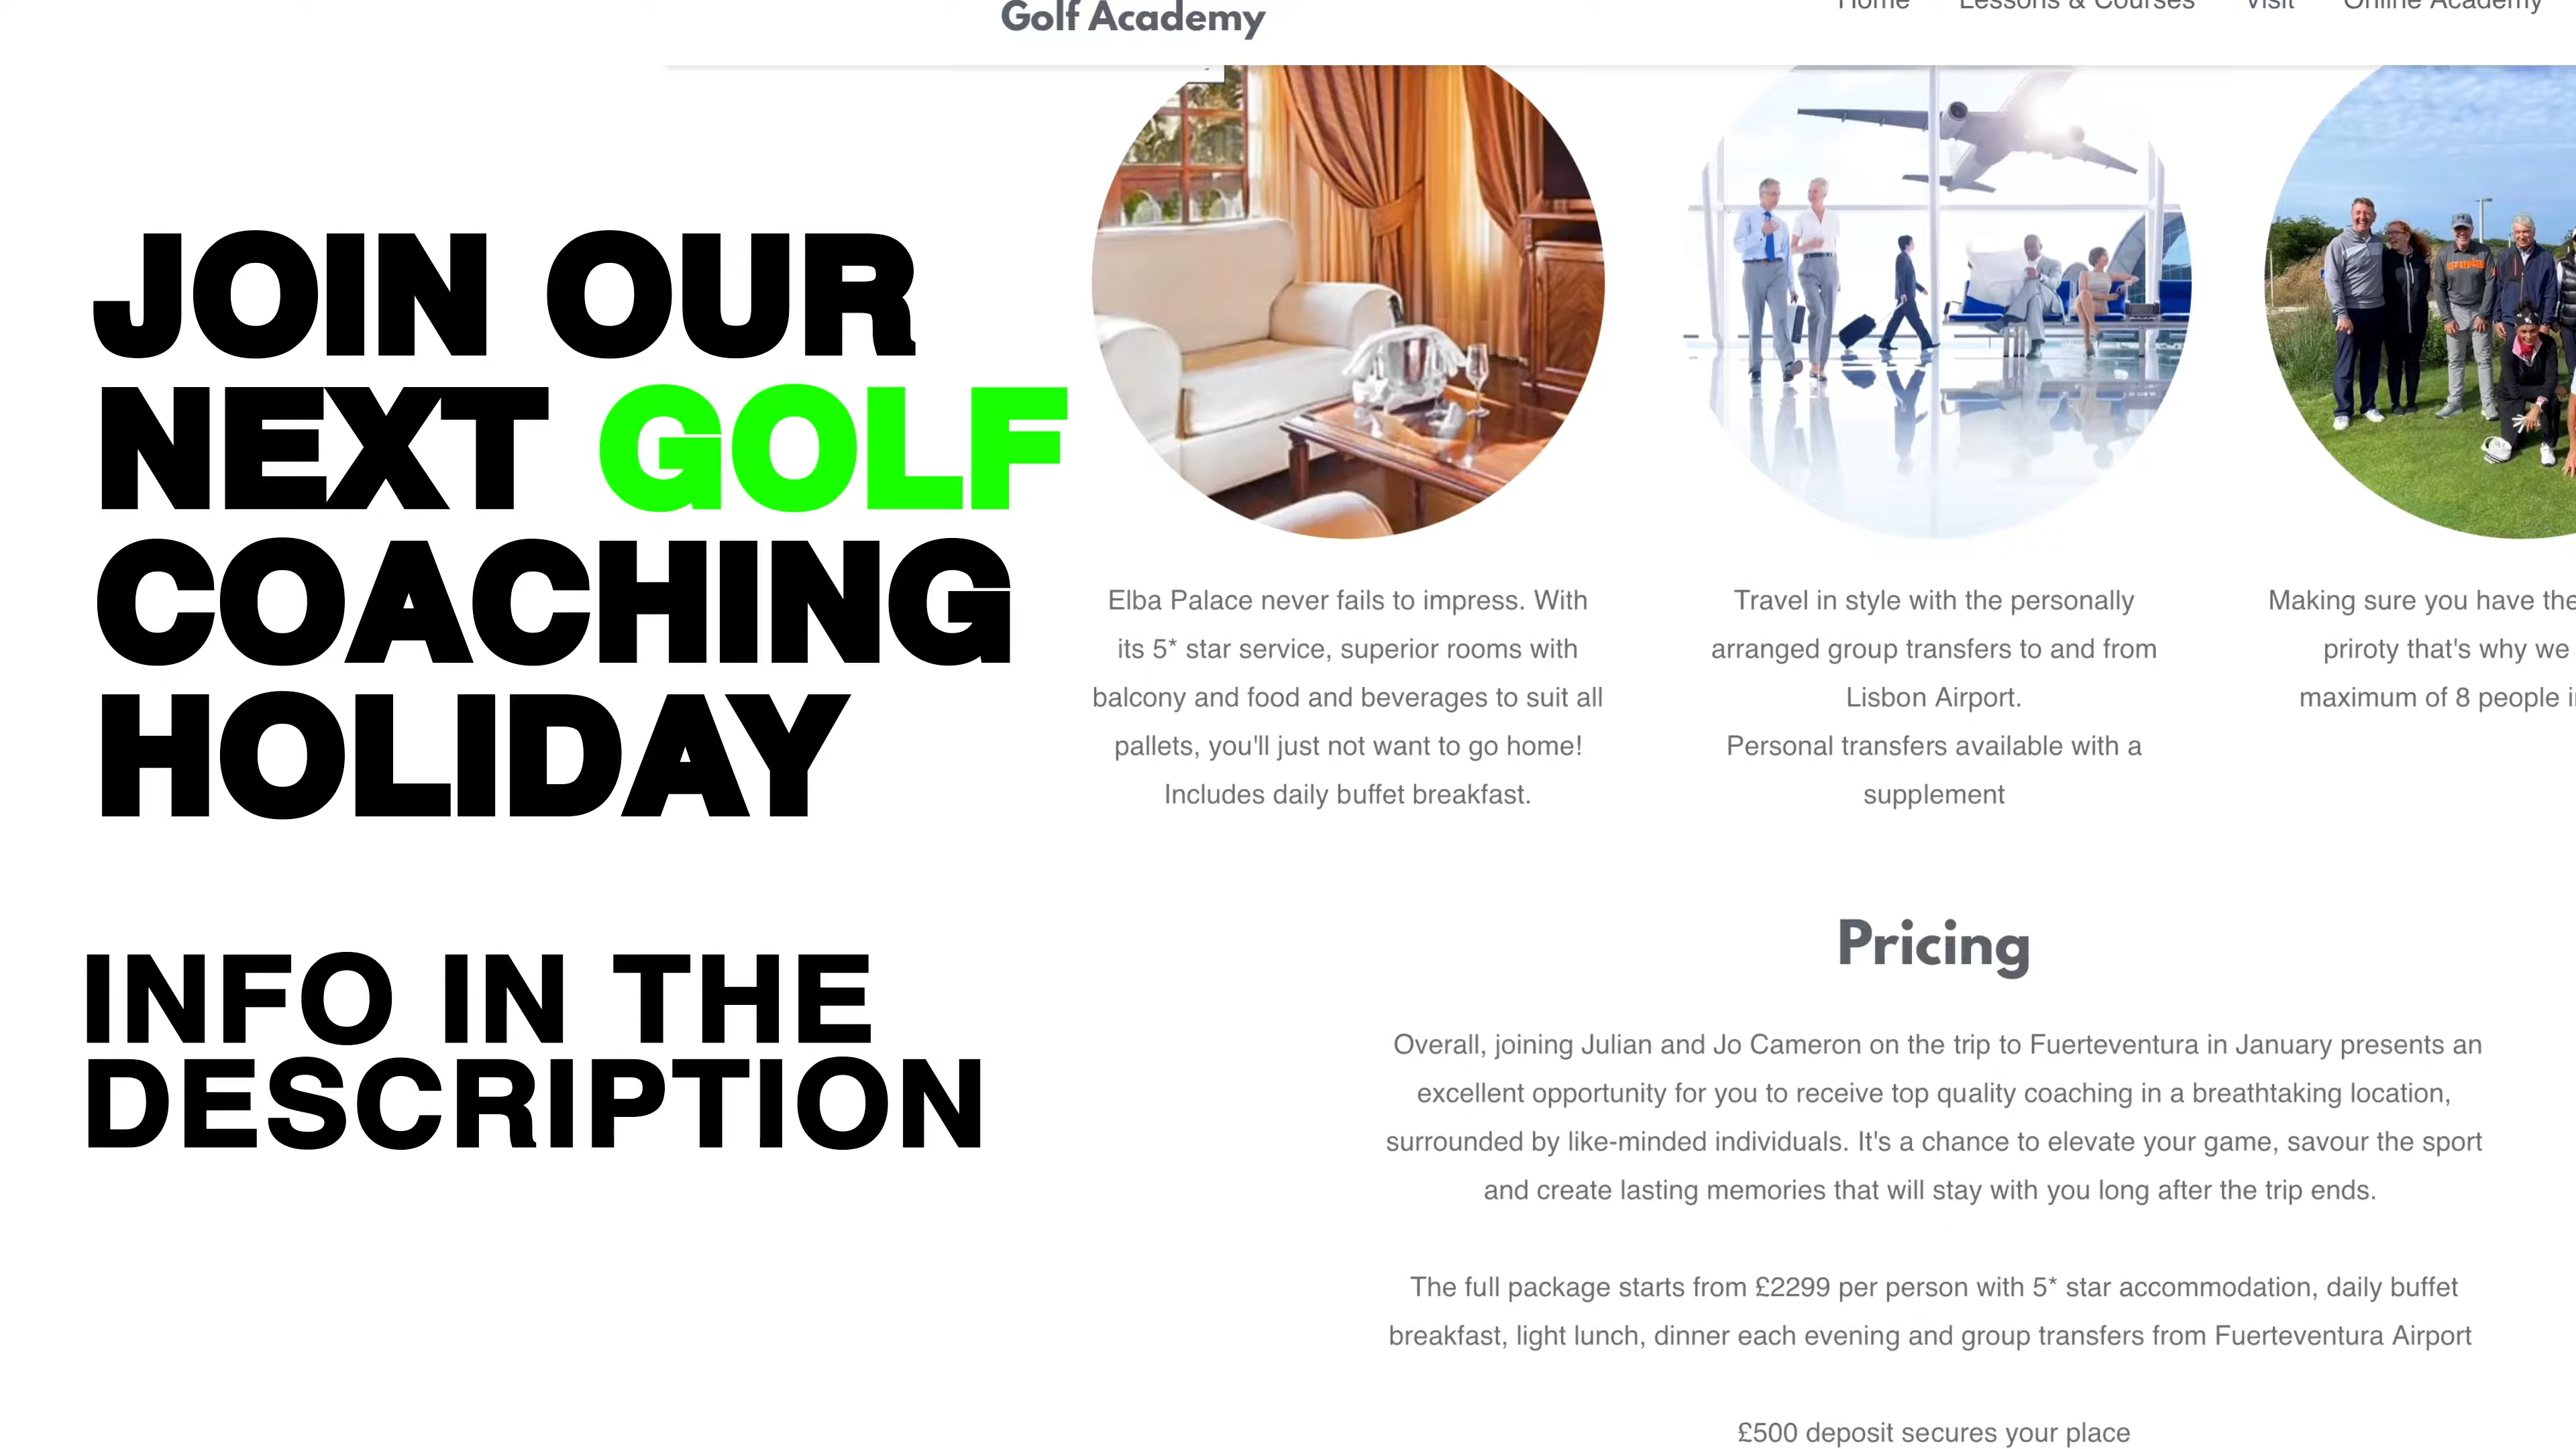 Golf Academy
Home Lessons & Courses Visit Online Academy
JOIN OUR
NEXT GOLF
COACHING
HOLIDAY
INFO IN THE
DESCRIPTION
Elba Palace never fails to impress. With
its 5* star service, superior rooms with
balcony and food and beverages to suit all
pallets, you'll just not want to go home!
Includes daily buffet breakfast.
Travel in style with the personally
arranged group transfers to and from
Lisbon Airport.
Personal transfers available with a
supplement
Making sure you have the
priroty that's why we
maximum of 8 people
Pricing
Overall, joining Julian and Jo Cameron on the trip to Fuerteventura in January presents an
excellent opportunity for you to receive top quality coaching in a breathtaking location,
surrounded by like-minded individuals. It's a chance to elevate your game, savour the sport
and create lasting memories that will stay with you long after the trip ends.
The full package starts from £2299 per person with 5* star accommodation, daily buffet
breakfast, light lunch, dinner each evening and group transfers from Fuerteventura Airport
£500 deposit secures your place